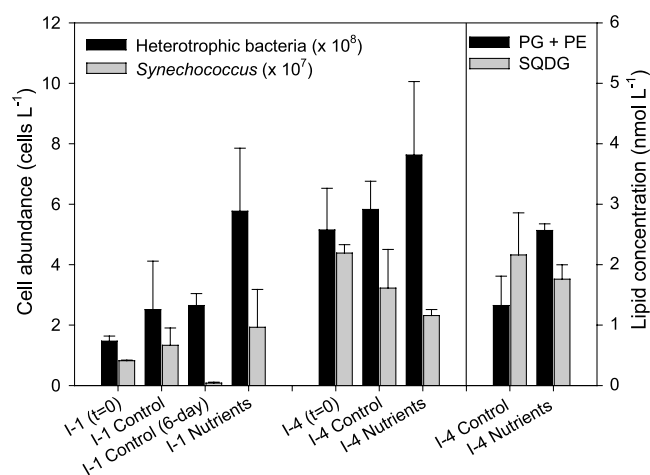 12
10
8
6
4
2
0
Cell abundance (cells L⁻¹)
Heterotrophic bacteria (x 10⁸)
Synechococcus (x 10⁷)
PG + PE
SQDG
6
5
4
3
2
1
0
Lipid concentration (nmol L⁻¹)
I-1 (t=0)
I-1 Control
I-1 Control (6-day)
I-1 Nutrients
I-4 (t=0)
I-4 Control
I-4 Nutrients
I-4 Control
I-4 Nutrients